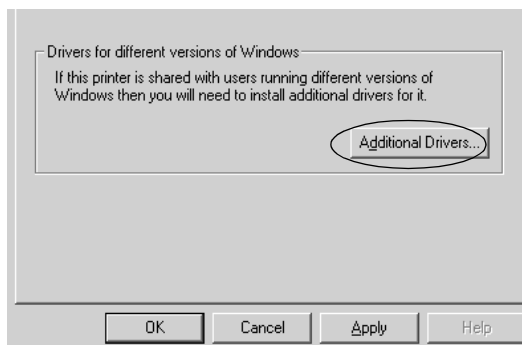 Drivers for different versions of Windows
If this printer is shared with users running different versions of
Windows then you will need to install additional drivers for it.
Additional Drivers...
OK
Cancel
Apply
Help